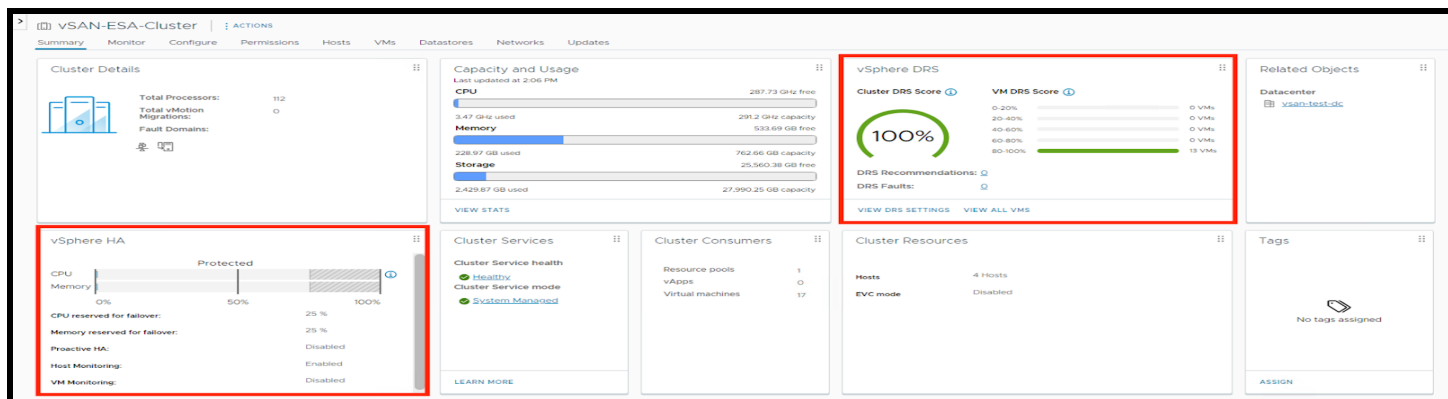 vSAN-ESA-Cluster
ACTIONS
Summary Monitor Configure Permissions Hosts VMs Datastores Networks Updates
Cluster Details
Total Processors: 112
Total vMotion Migrations: 0
Fault Domains:
Capacity and Usage
Last updated at 2:06 PM
CPU 287.73 GHz free
3.47 GHz used 291.2 GHz capacity
Memory 533.69 GB free
228.97 GB used 762.66 GB capacity
Storage 25,560.38 GB free
2,429.87 GB used 27,990.25 GB capacity
VIEW STATS
vSphere DRS
Cluster DRS Score
100%
VM DRS Score
0-20% 0 VMs
20-40% 0 VMs
40-60% 0 VMs
60-80% 0 VMs
80-100% 13 VMs
DRS Recommendations: 0
DRS Faults: 0
VIEW DRS SETTINGS VIEW ALL VMS
Related Objects
Datacenter
vsan-test-dc
vSphere HA
Protected
CPU
Memory
0% 50% 100%
CPU reserved for failover: 25 %
Memory reserved for failover: 25 %
Proactive HA: Disabled
Host Monitoring: Enabled
VM Monitoring: Disabled
Cluster Services
Cluster Service health
Healthy
Cluster Service mode
System Managed
LEARN MORE
Cluster Consumers
Resource pools 1
vApps 0
Virtual machines 17
Cluster Resources
Hosts 4 Hosts
EVC mode Disabled
Tags
No tags assigned
ASSIGN